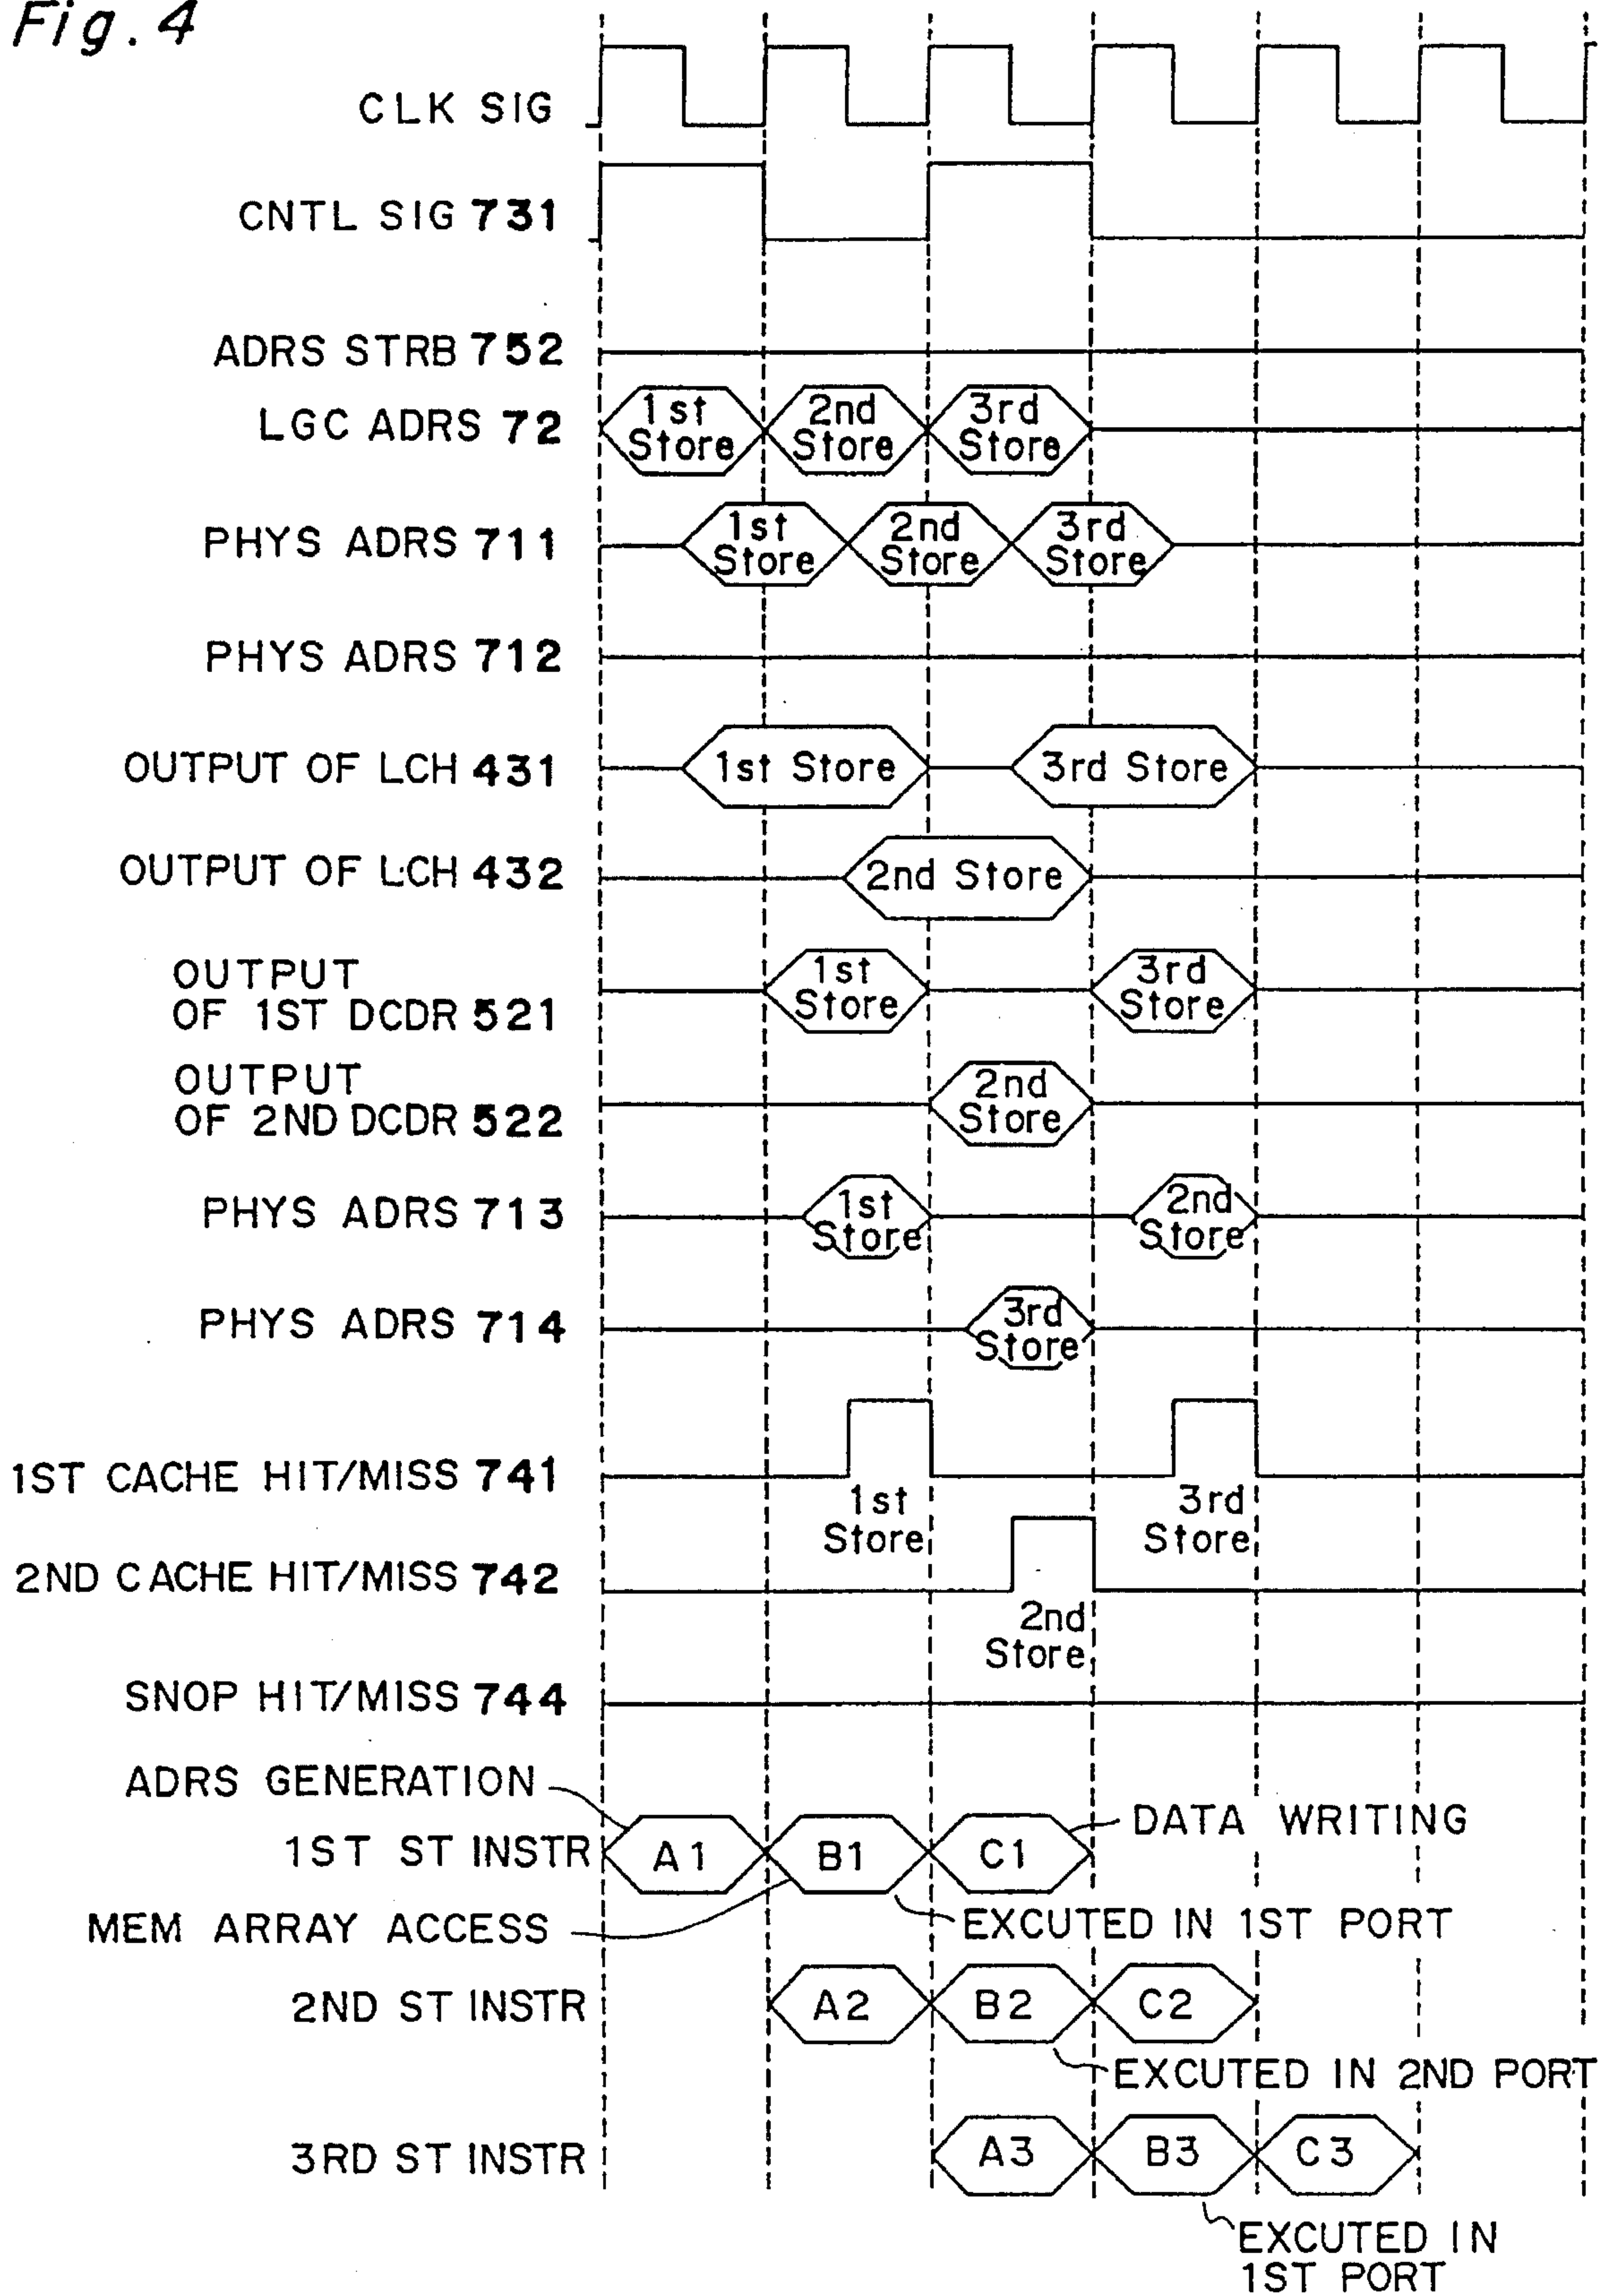 Fig. 4
CLK SIG
CNTL SIG 731
ADRS STRB 752
LGC ADRS 72
1st Store
2nd Store
3rd Store
PHYS ADRS 711
1st Store
2nd Store
3rd Store
PHYS ADRS 712
OUTPUT OF LCH 431
1st Store
3rd Store
OUTPUT OF LCH 432
2nd Store
OUTPUT
OF 1ST DCDR 521
1st Store
3rd Store
OUTPUT
OF 2ND DCDR 522
2nd Store
PHYS ADRS 713
1st Store
2nd Store
PHYS ADRS 714
3rd Store
1ST CACHE HIT/MISS 741
1st Store
3rd Store
2ND CACHE HIT/MISS 742
2nd Store
SNOP HIT/MISS 744
ADRS GENERATION
DATA WRITING
1ST ST INSTR
A1
B1
C1
MEM ARRAY ACCESS
EXCUTED IN 1ST PORT
2ND ST INSTR
A2
B2
C2
EXCUTED IN 2ND PORT
3RD ST INSTR
A3
B3
C3
EXCUTED IN
1ST PORT